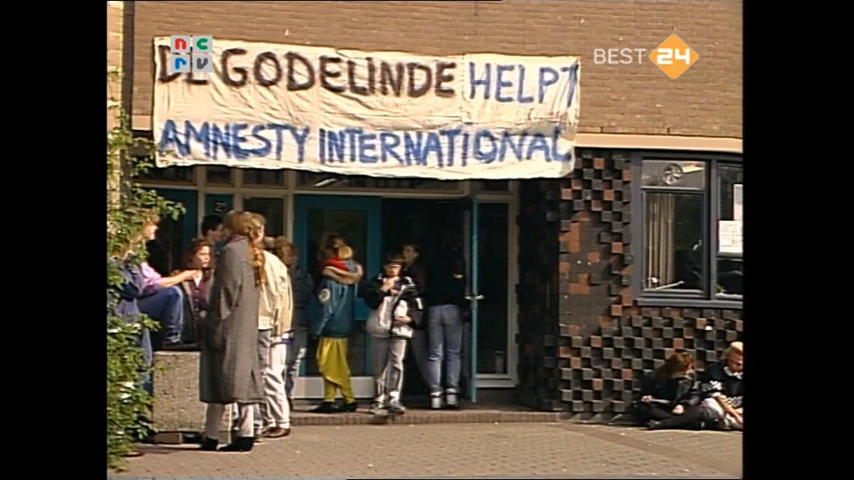 DE GODELINDE HELPT
AMNESTY INTERNATIONAL
ncrv
BEST 24